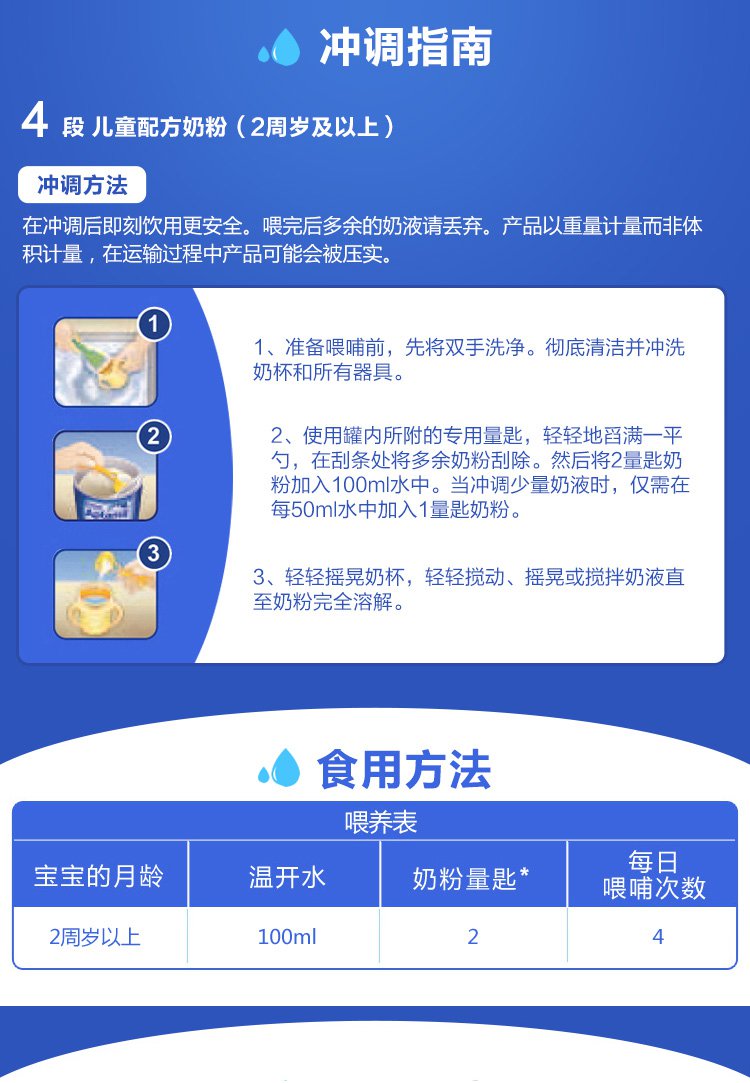 冲调指南
4 段 儿童配方奶粉（2周岁及以上）
冲调方法
在冲调后即刻饮用更安全。喂完后多余的奶液请丢弃。产品以重量计量而非体
积计量，在运输过程中产品可能会被压实。
1
1、准备喂哺前，先将双手洗净。彻底清洁并冲洗
奶杯和所有器具。
2
2、使用罐内所附的专用量匙，轻轻地舀满一平
勺，在刮条处将多余奶粉刮除。然后将2量匙奶
粉加入100ml水中。当冲调少量奶液时，仅需在
每50ml水中加入1量匙奶粉。
3
3、轻轻摇晃奶杯，轻轻搅动、摇晃或搅拌奶液直
至奶粉完全溶解。
食用方法
喂养表
宝宝的月龄 温开水 奶粉量匙* 每日
喂哺次数
2周岁以上 100ml 2 4